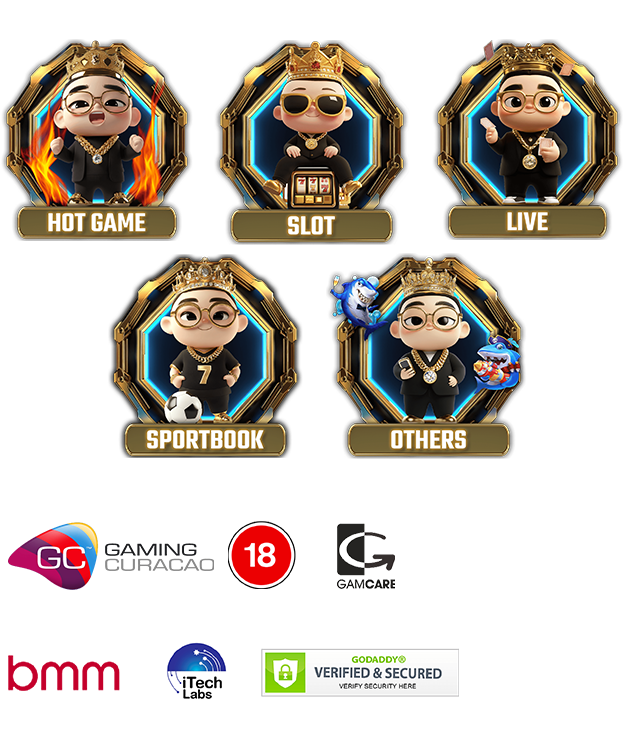 HOT GAME
SLOT
LIVE
7
SPORTBOOK
OTHERS
GC™ GAMING
CURACAO
18
G
GAMCARE
bmm
iTech
Labs
GODADDY®
VERIFIED & SECURED
VERIFY SECURITY HERE